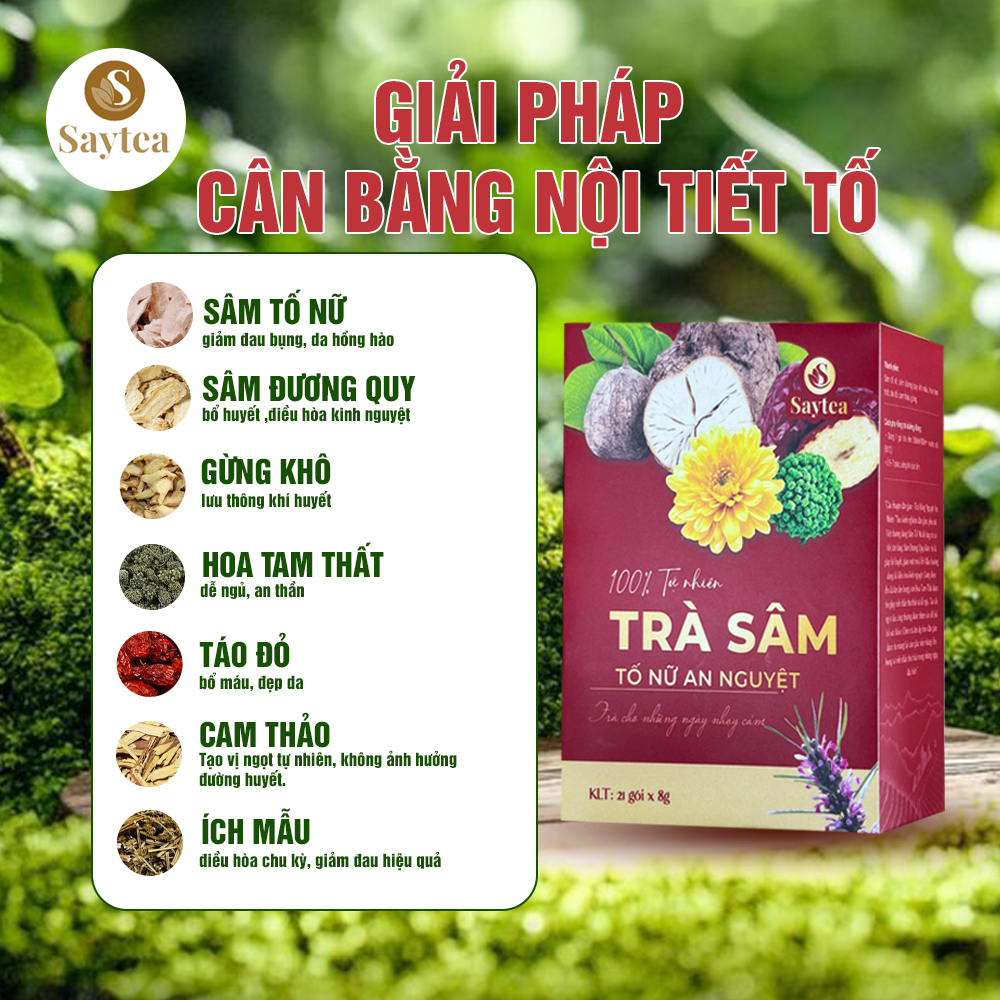 Saytea
GIẢI PHÁP
CÂN BẰNG NỘI TIẾT TỐ
SÂM TỐ NỮ
giảm đau bụng, da hồng hào
SÂM ĐƯƠNG QUY
bổ huyết ,điều hòa kinh nguyệt
GỪNG KHÔ
lưu thông khí huyết
HOA TAM THẤT
dễ ngủ, an thần
TÁO ĐỎ
bổ máu, đẹp da
CAM THẢO
Tạo vị ngọt tự nhiên, không ảnh hưởng
đường huyết.
ÍCH MẪU
điều hòa chu kỳ, giảm đau hiệu quả
Saytea
100% Tự nhiên
TRÀ SÂM
TỐ NỮ AN NGUYỆT
Trà cho những ngày nhạy cảm
KLT: 21 gói x 8g